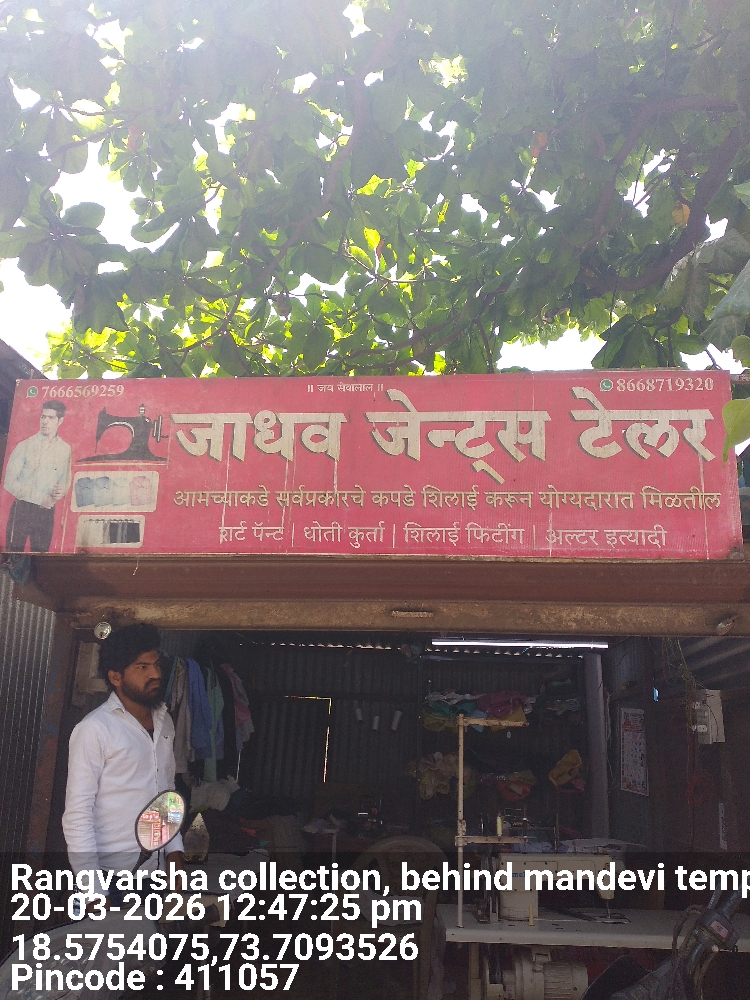 7666569259
॥ जय सेवालाल ॥
8668719320
जाधव जेन्ट्स टेलर
आमच्याकडे सर्वप्रकारचे कपडे शिलाई करून योग्यदारात मिळतील
शर्ट पॅन्ट | धोती कुर्ता | शिलाई फिटींग | अल्टर इत्यादी
Rangvarsha collection, behind mandevi temp
20-03-2026 12:47:25 pm
18.5754075,73.7093526
Pincode : 411057